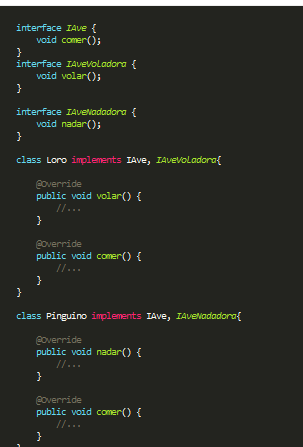 interface IAve {
    void comer();
}
interface IAveVoladora {
    void volar();
}

interface IAveNadadora {
    void nadar();
}

class Loro implements IAve, IAveVoladora{

    @Override
    public void volar() {
        //...
    }

    @Override
    public void comer() {
        //...
    }
}

class Pinguino implements IAve, IAveNadadora{

    @Override
    public void nadar() {
        //...
    }

    @Override
    public void comer() {
        //...
    }
}